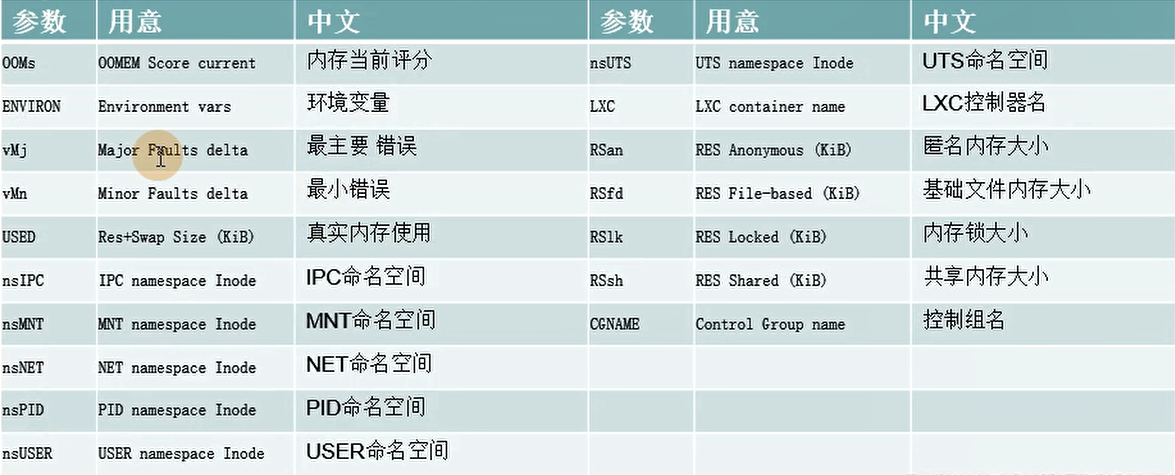 参数 用意 中文 参数 用意 中文
OOMs OOMEM Score current 内存当前评分 nsUTS UTS namespace Inode UTS命名空间
ENVIRON Environment vars 环境变量 LXC LXC container name LXC控制器名
vMj Major Faults delta 最主要 错误 RSan RES Anonymous (KiB) 匿名内存大小
vMn Minor Faults delta 最小错误 RSfd RES File-based (KiB) 基础文件内存大小
USED Res+Swap Size (KiB) 真实内存使用 RSlk RES Locked (KiB) 内存锁大小
nsIPC IPC namespace Inode IPC命名空间 RSsh RES Shared (KiB) 共享内存大小
nsMNT MNT namespace Inode MNT命名空间 CGNAME Control Group name 控制组名
nsNET NET namespace Inode NET命名空间
nsPID PID namespace Inode PID命名空间
nsUSER USER namespace Inode USER命名空间